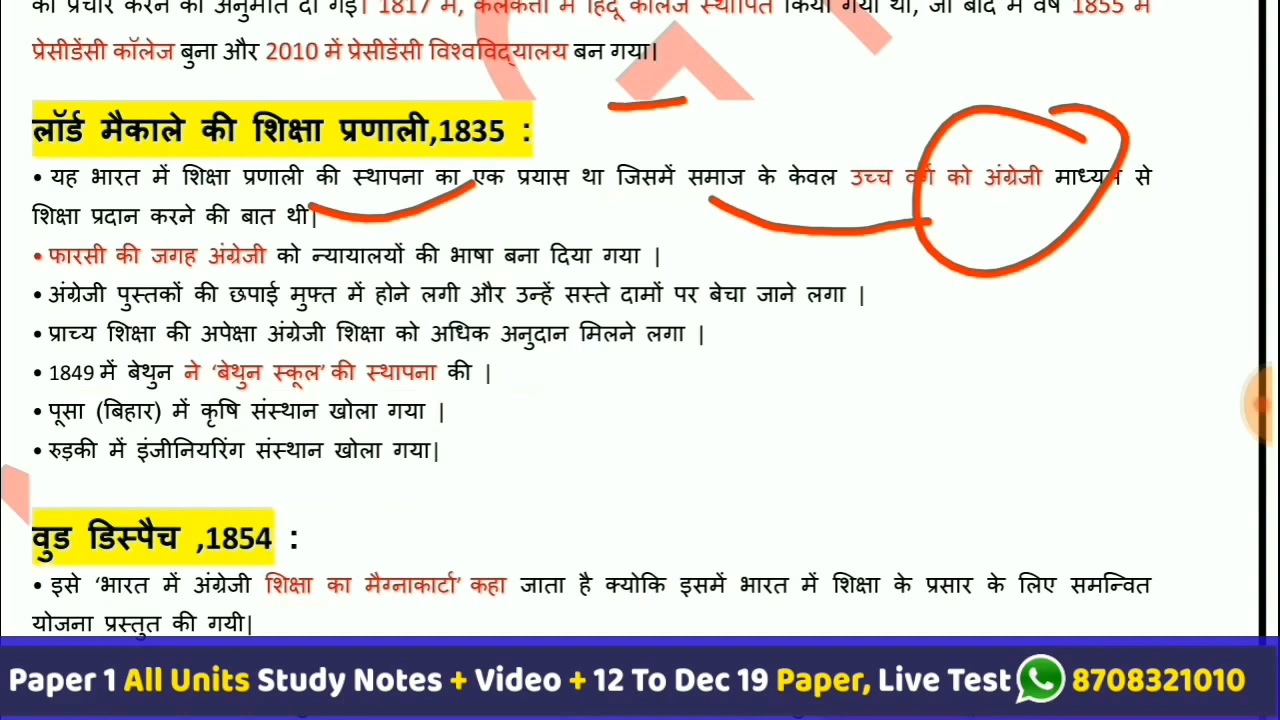 का प्रचार करने की अनुमति दी गई। 1817 में, कलकत्ता में हिंदू कॉलेज स्थापित किया गया था, जो बाद में वर्ष 1855 में
प्रेसीडेंसी कॉलेज बुना और 2010 में प्रेसीडेंसी विश्वविद्यालय बन गया।
लॉर्ड मैकाले की शिक्षा प्रणाली,1835 :
• यह भारत में शिक्षा प्रणाली की स्थापना का एक प्रयास था जिसमें समाज के केवल उच्च वर्ग को अंग्रेजी माध्यम से
शिक्षा प्रदान करने की बात थी|
• फारसी की जगह अंग्रेजी को न्यायालयों की भाषा बना दिया गया |
• अंग्रेजी पुस्तकों की छपाई मुफ्त में होने लगी और उन्हें सस्ते दामों पर बेचा जाने लगा |
• प्राच्य शिक्षा की अपेक्षा अंग्रेजी शिक्षा को अधिक अनुदान मिलने लगा |
• 1849 में बेथुन ने ‘बेथुन स्कूल’ की स्थापना की |
• पूसा (बिहार) में कृषि संस्थान खोला गया |
• रुड़की में इंजीनियरिंग संस्थान खोला गया|
वुड डिस्पैच ,1854 :
• इसे ‘भारत में अंग्रेजी शिक्षा का मैग्नाकार्टा’ कहा जाता है क्योकि इसमें भारत में शिक्षा के प्रसार के लिए समन्वित
योजना प्रस्तुत की गयी|
Paper 1 All Units Study Notes + Video + 12 To Dec 19 Paper, Live Test 8708321010